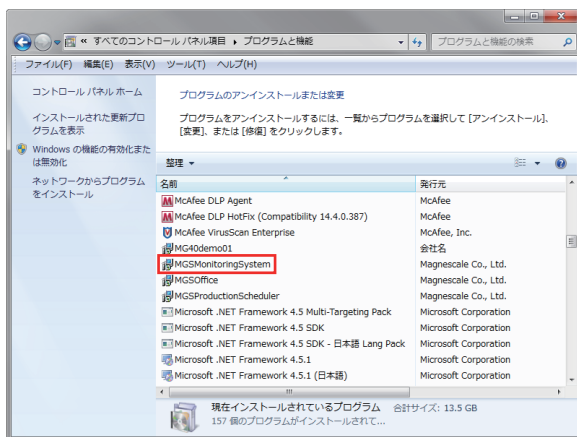 すべてのコントロール パネル項目 ▸ プログラムと機能
プログラムと機能の検索
ファイル(F) 編集(E) 表示(V) ツール(T) ヘルプ(H)
コントロール パネル ホーム
インストールされた更新プロ
グラムを表示
Windows の機能の有効化また
は無効化
ネットワークからプログラム
をインストール
プログラムのアンインストールまたは変更
プログラムをアンインストールするには、一覧からプログラムを選択して [アンインストール]、
[変更]、または [修復] をクリックします。
整理
名前 発行元
McAfee DLP Agent McAfee
McAfee DLP HotFix (Compatibility 14.4.0.387) McAfee
McAfee VirusScan Enterprise McAfee, Inc.
MG40demo01 会社名
MGSMonitoringSystem Magnescale Co., Ltd.
MGSOffice Magnescale Co., Ltd.
MGSProductionScheduler Magnescale Co., Ltd.
Microsoft .NET Framework 4.5 Multi-Targeting Pack Microsoft Corporation
Microsoft .NET Framework 4.5 SDK Microsoft Corporation
Microsoft .NET Framework 4.5 SDK - 日本語 Lang Pack Microsoft Corporation
Microsoft .NET Framework 4.5.1 Microsoft Corporation
Microsoft .NET Framework 4.5.1 (日本語) Microsoft Corporation
現在インストールされているプログラム 合計サイズ: 13.5 GB
157 個のプログラムがインストールされて...